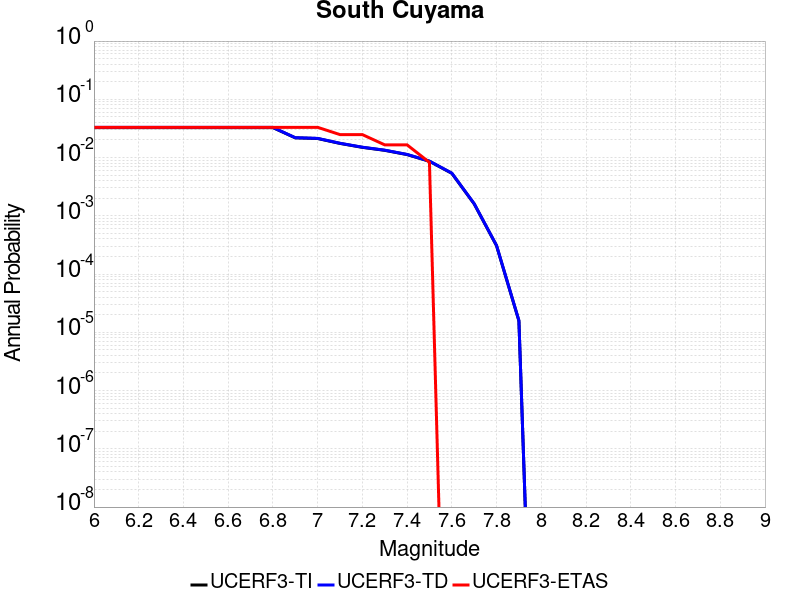 South Cuyama
10^0
10^-1
10^-2
10^-3
10^-4
10^-5
10^-6
10^-7
10^-8
Annual Probability
6 6.2 6.4 6.6 6.8 7 7.2 7.4 7.6 7.8 8 8.2 8.4 8.6 8.8 9
Magnitude
UCERF3-TI UCERF3-TD UCERF3-ETAS